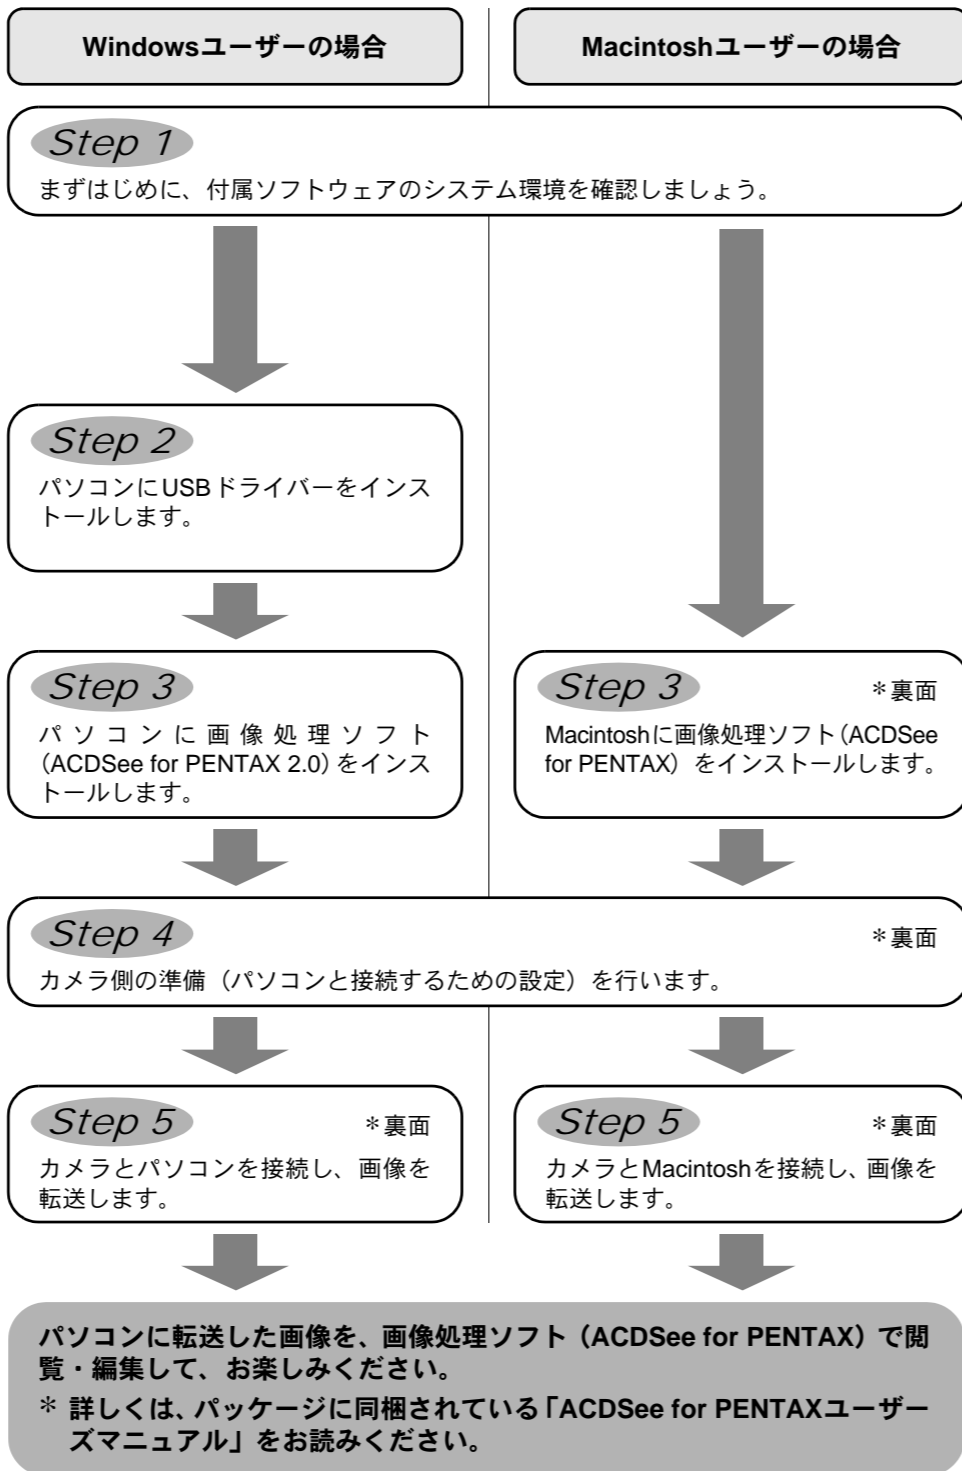 Windowsユーザーの場合
Macintoshユーザーの場合
Step 1
まずはじめに、付属ソフトウェアのシステム環境を確認しましょう。
Step 2
パソコンにUSBドライバーをインス
トールします。
Step 3
パソコンに画像処理ソフト
(ACDSee for PENTAX 2.0)をインス
トールします。
Step 3
＊裏面
Macintoshに画像処理ソフト(ACDSee
for PENTAX）をインストールします。
Step 4
＊裏面
カメラ側の準備（パソコンと接続するための設定）を行います。
Step 5
＊裏面
カメラとパソコンを接続し、画像を
転送します。
Step 5
＊裏面
カメラとMacintoshを接続し、画像を
転送します。
パソコンに転送した画像を、画像処理ソフト（ACDSee for PENTAX）で閲
覧・編集して、お楽しみください。
＊ 詳しくは、パッケージに同梱されている「ACDSee for PENTAXユーザー
ズマニュアル」をお読みください。